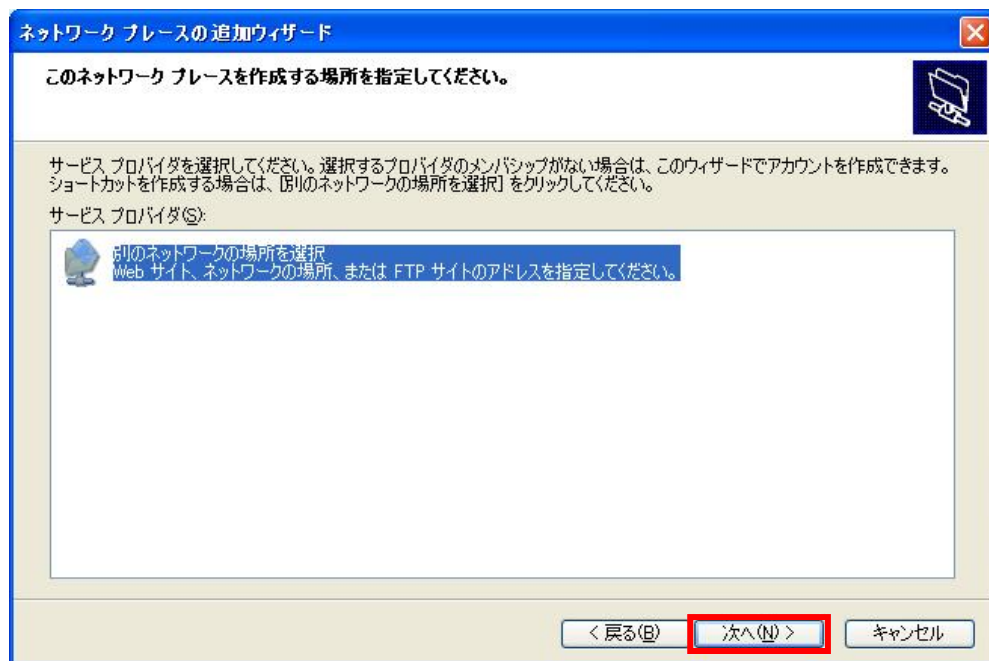 ネットワーク プレースの追加ウィザード
このネットワーク プレースを作成する場所を指定してください。
サービス プロバイダを選択してください。選択するプロバイダのメンバシップがない場合は、このウィザードでアカウントを作成できます。
ショートカットを作成する場合は、[別のネットワークの場所を選択] をクリックしてください。
サービス プロバイダ(S):
別のネットワークの場所を選択
Web サイト、ネットワークの場所、または FTP サイトのアドレスを指定してください。
< 戻る(B) 次へ(N) > キャンセル